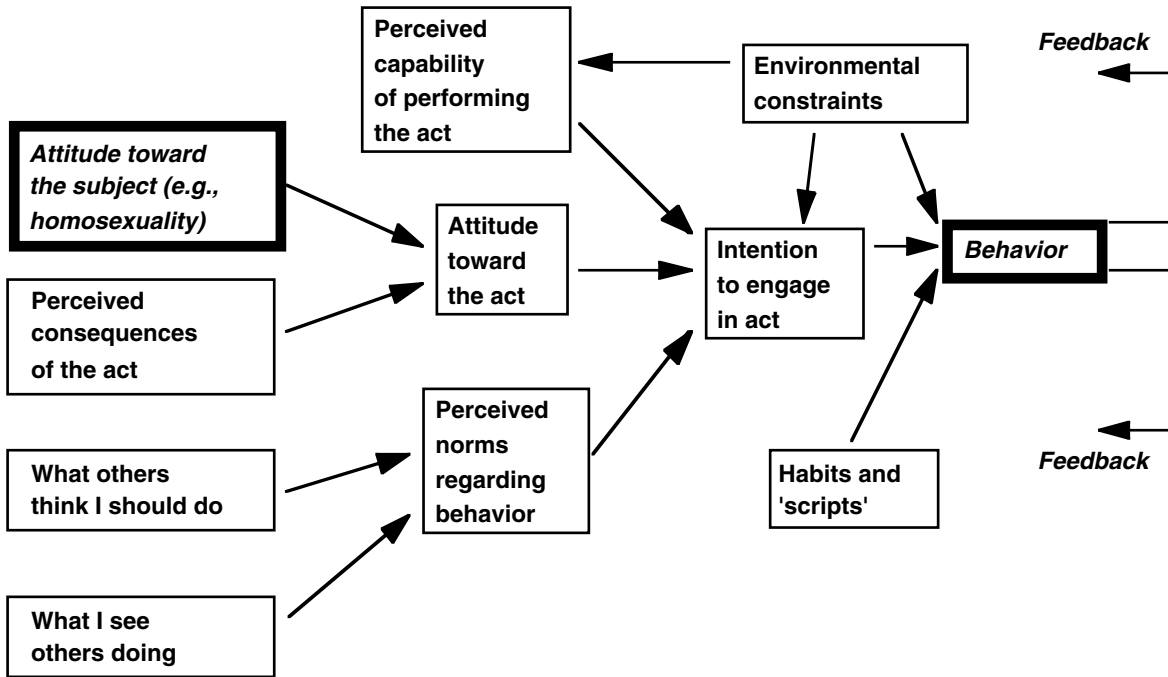 Perceived
capability
of performing
the act
Environmental
constraints
Feedback
Attitude toward
the subject (e.g.,
homosexuality)
Attitude
toward
the act
Intention
to engage
in act
Behavior
Perceived
consequences
of the act
Perceived
norms
regarding
behavior
What others
think I should do
Habits and
'scripts'
Feedback
What I see
others doing